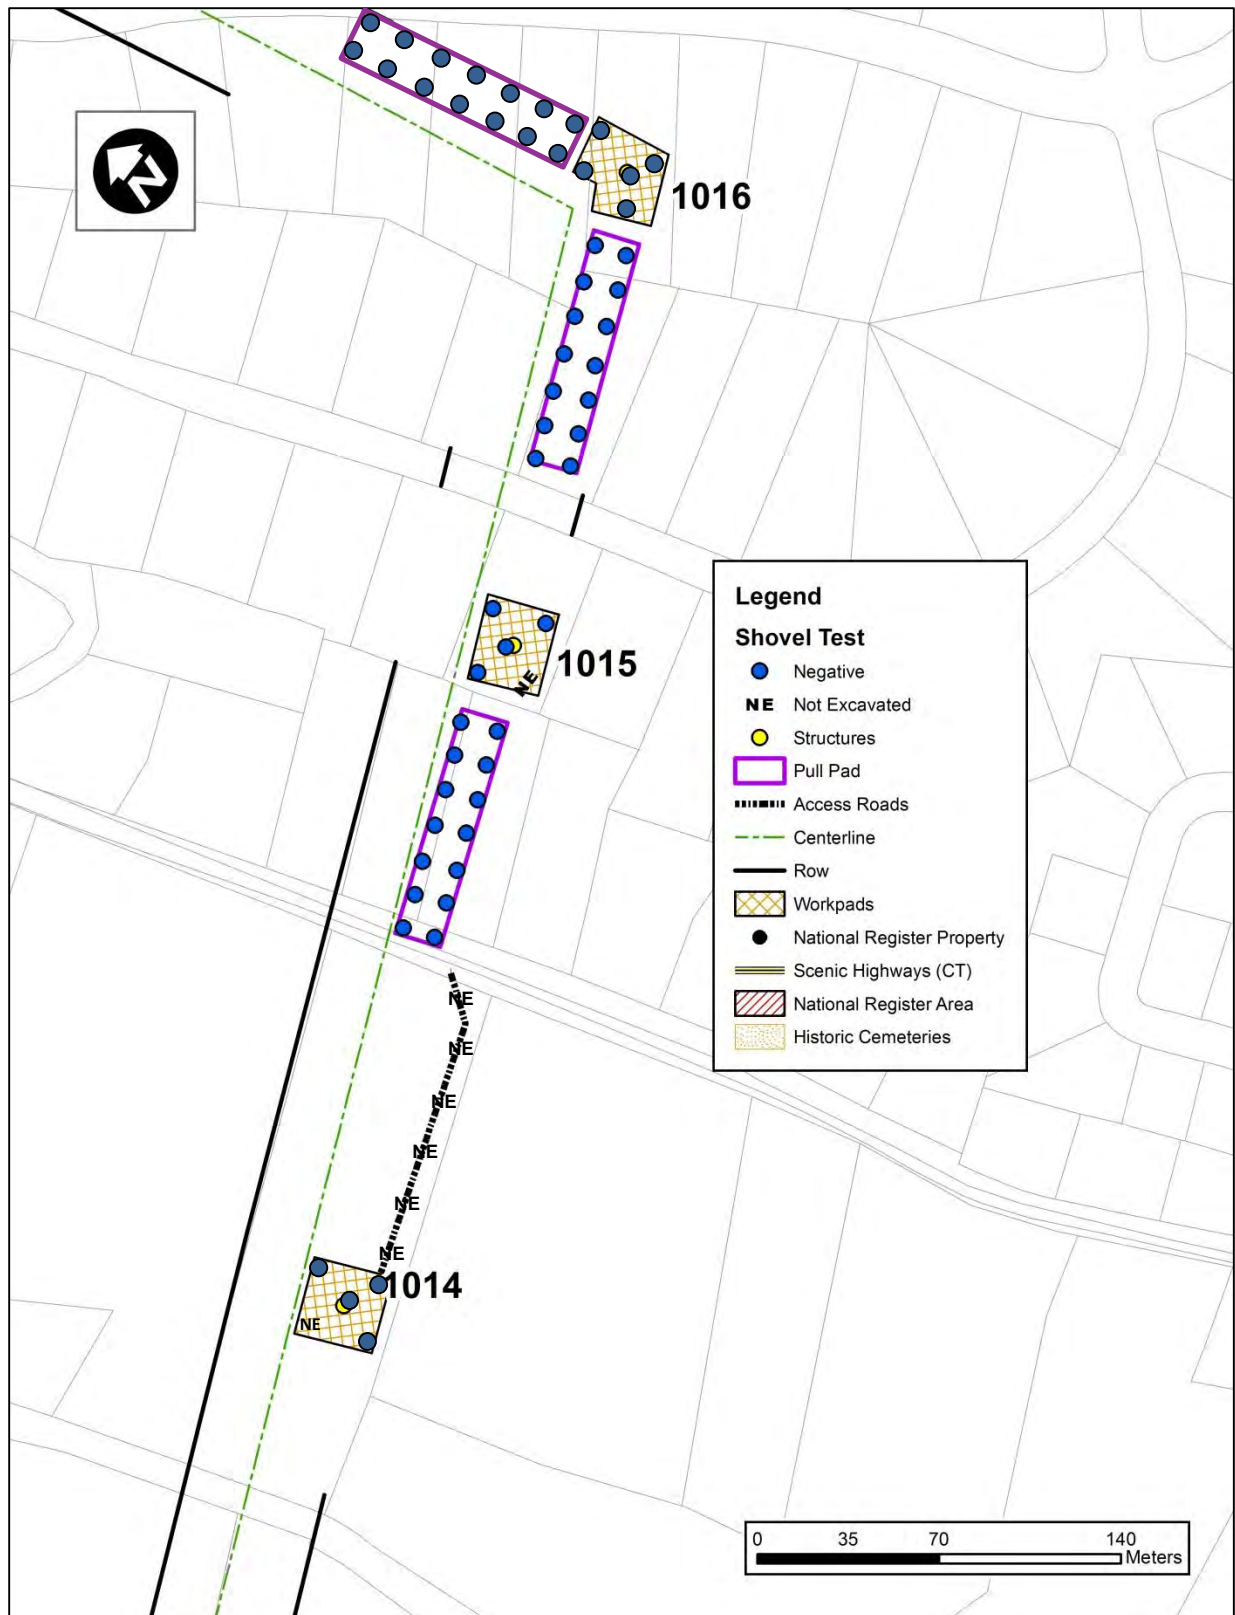 N
1016
1015
NE
Legend
Shovel Test
Negative
NE Not Excavated
Structures
Pull Pad
Access Roads
Centerline
Row
Workpads
National Register Property
Scenic Highways (CT)
National Register Area
Historic Cemeteries
NE
NE
NE
NE
NE
NE
1014
NE
0 35 70 140
Meters